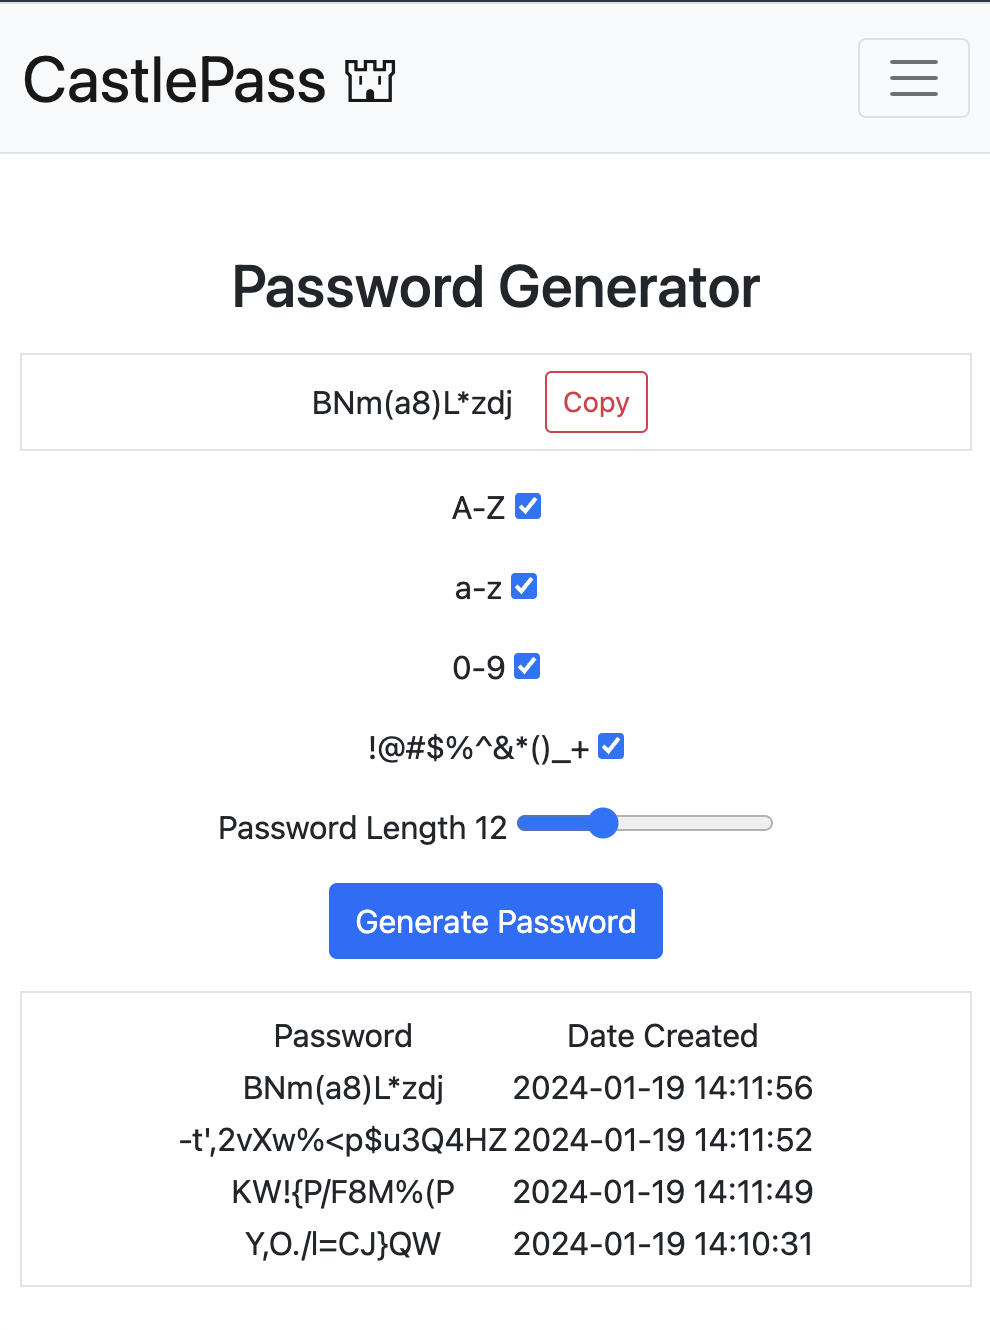 CastlePass
Password Generator
BNm(a8)L*zdj Copy
A-Z
a-z
0-9
!@#$%^&*()_+
Password Length 12
Generate Password
Password Date Created
BNm(a8)L*zdj 2024-01-19 14:11:56
-t',2vXw%<p$u3Q4HZ 2024-01-19 14:11:52
KW!{P/F8M%(P 2024-01-19 14:11:49
Y,O./l=CJ}QW 2024-01-19 14:10:31